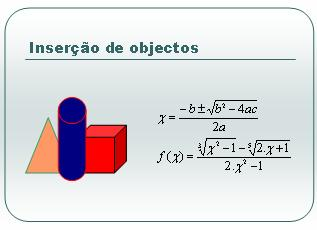 Inserção de objectos
χ = (−b ± √(b² − 4ac)) / 2a
f(χ) = (∛(χ² − 1) − ∛(2.χ + 1)) / (2.χ² − 1)